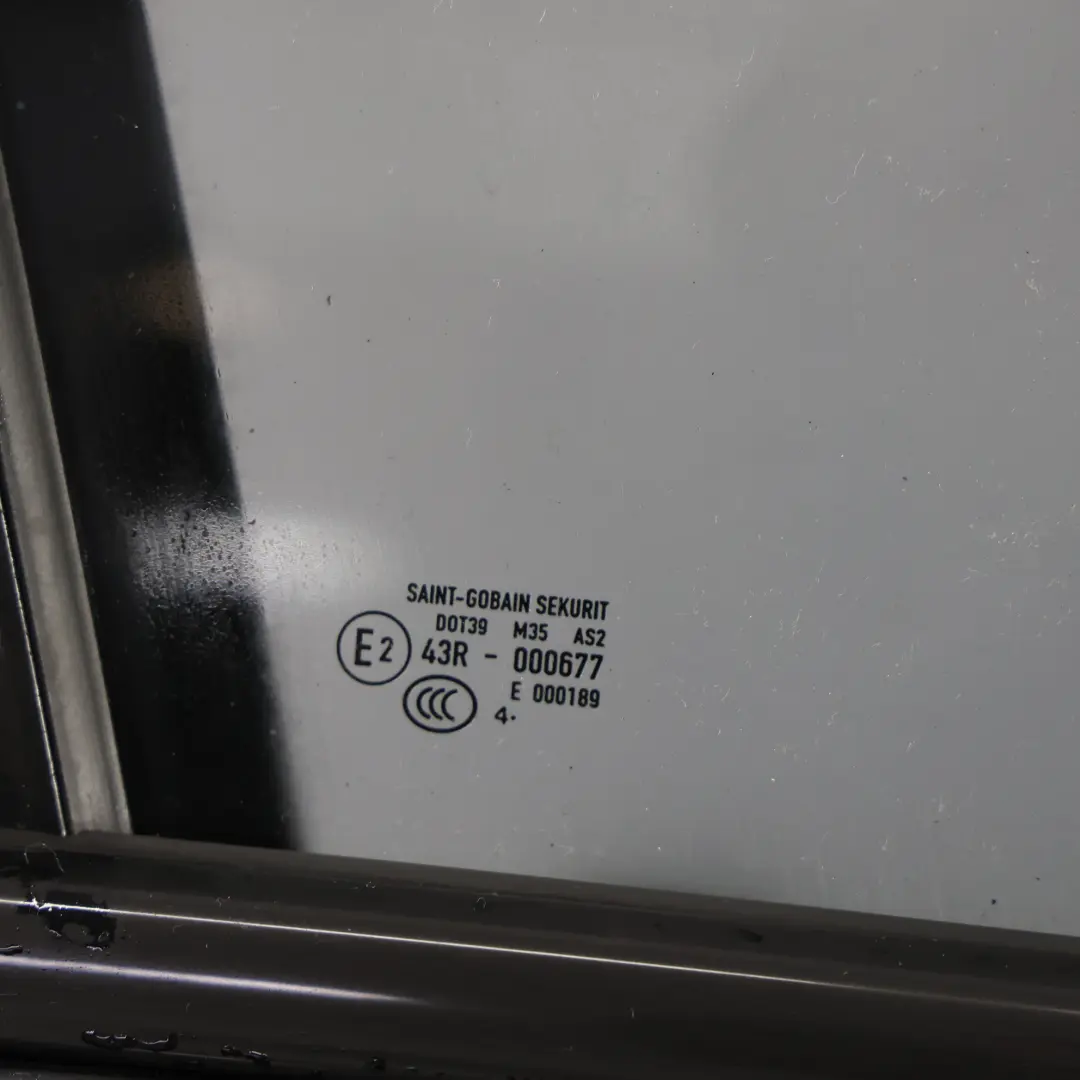 SAINT-GOBAIN SEKURIT
DOT39 M35 AS2
E2 43R - 000677
E 000189
CCC 4.